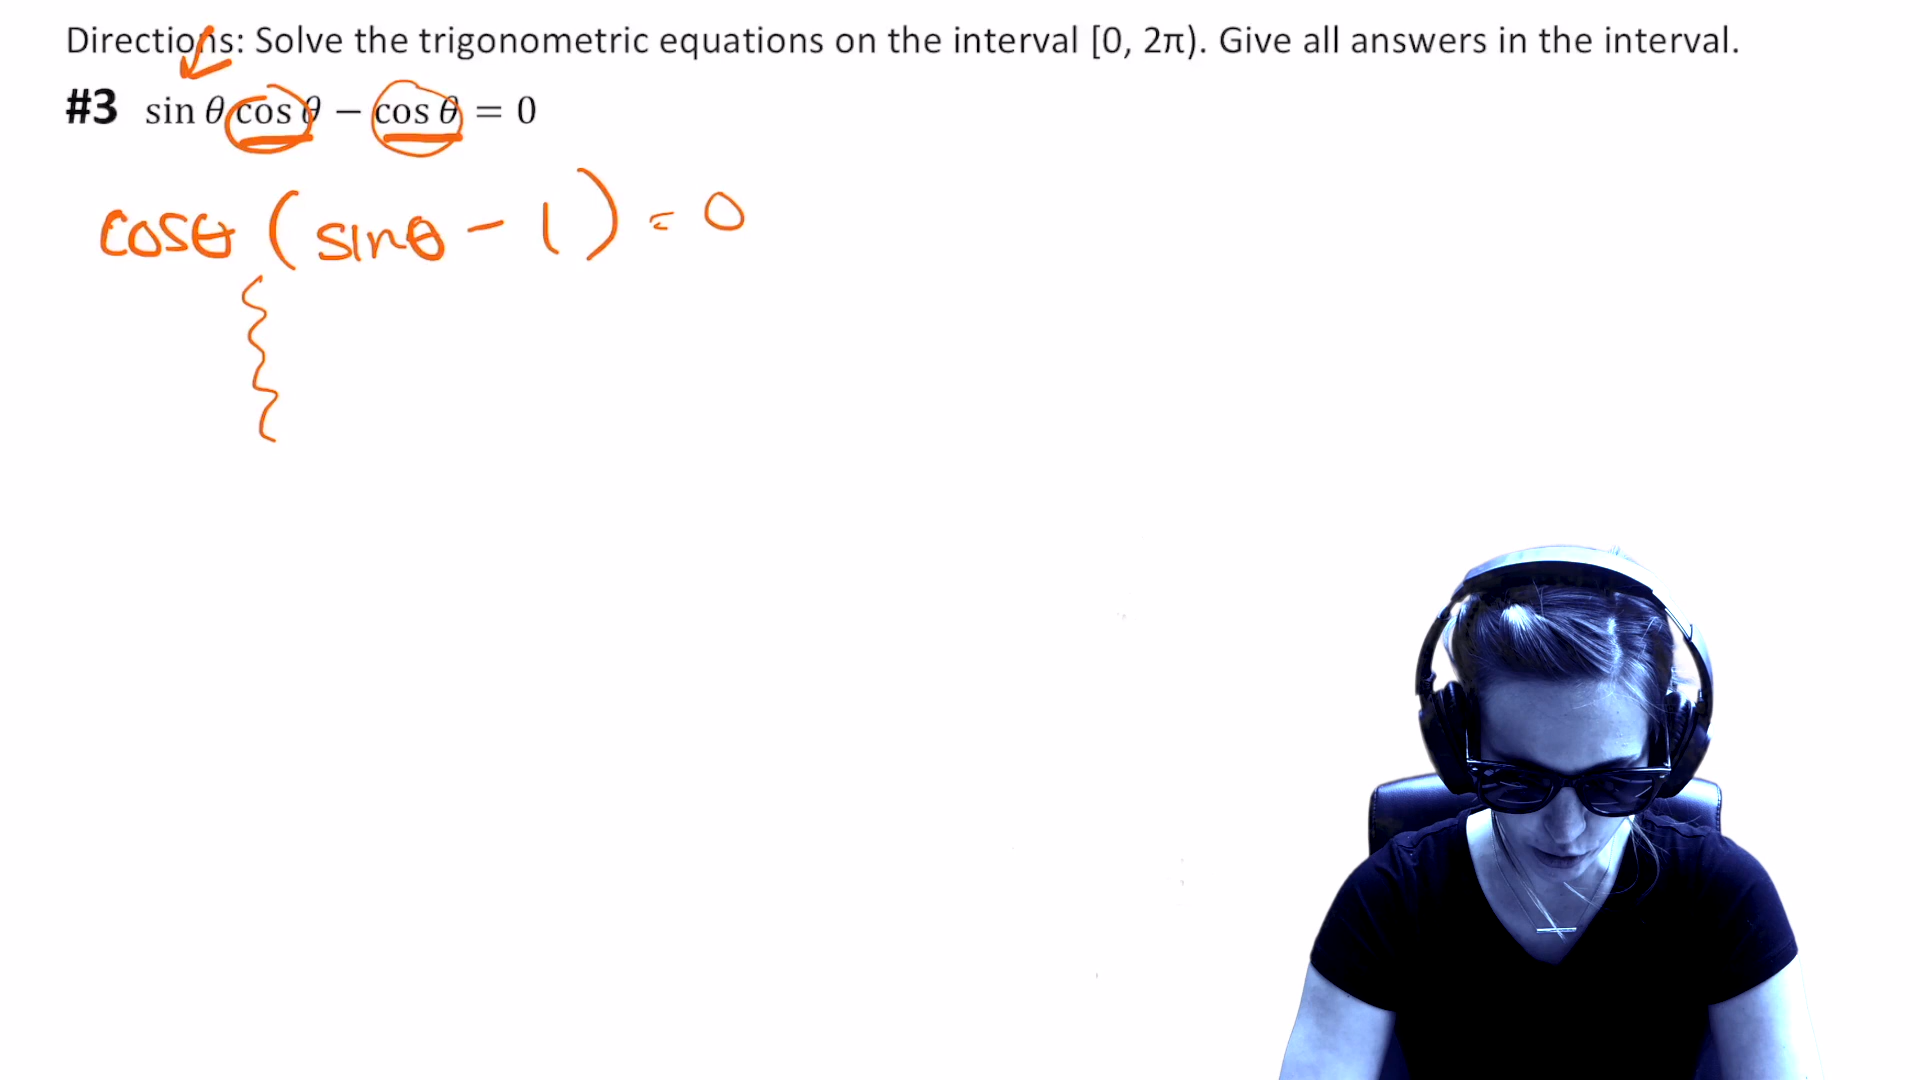 Directions: Solve the trigonometric equations on the interval [0, 2π). Give all answers in the interval.
#3 sin θ cos θ − cos θ = 0
cosθ (sinθ − 1) = 0